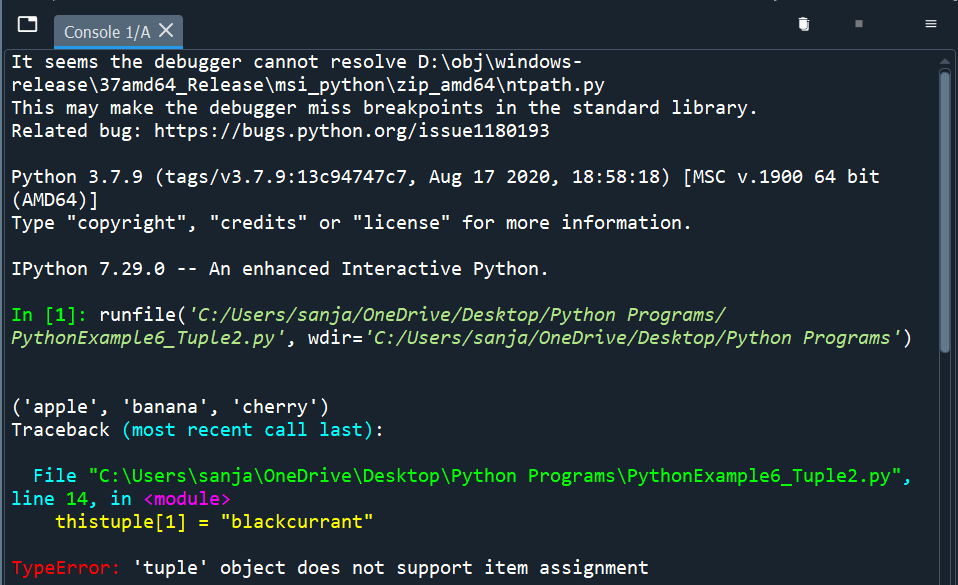 Console 1/A
It seems the debugger cannot resolve D:\obj\windows-
release\37amd64_Release\msi_python\zip_amd64\ntpath.py
This may make the debugger miss breakpoints in the standard library.
Related bug: https://bugs.python.org/issue1180193
Python 3.7.9 (tags/v3.7.9:13c94747c7, Aug 17 2020, 18:58:18) [MSC v.1900 64 bit
(AMD64)]
Type "copyright", "credits" or "license" for more information.
IPython 7.29.0 -- An enhanced Interactive Python.
In [1]: runfile('C:/Users/sanja/OneDrive/Desktop/Python Programs/
PythonExample6_Tuple2.py', wdir='C:/Users/sanja/OneDrive/Desktop/Python Programs')
('apple', 'banana', 'cherry')
Traceback (most recent call last):
File "C:\Users\sanja\OneDrive\Desktop\Python Programs\PythonExample6_Tuple2.py",
line 14, in <module>
thistuple[1] = "blackcurrant"
TypeError: 'tuple' object does not support item assignment